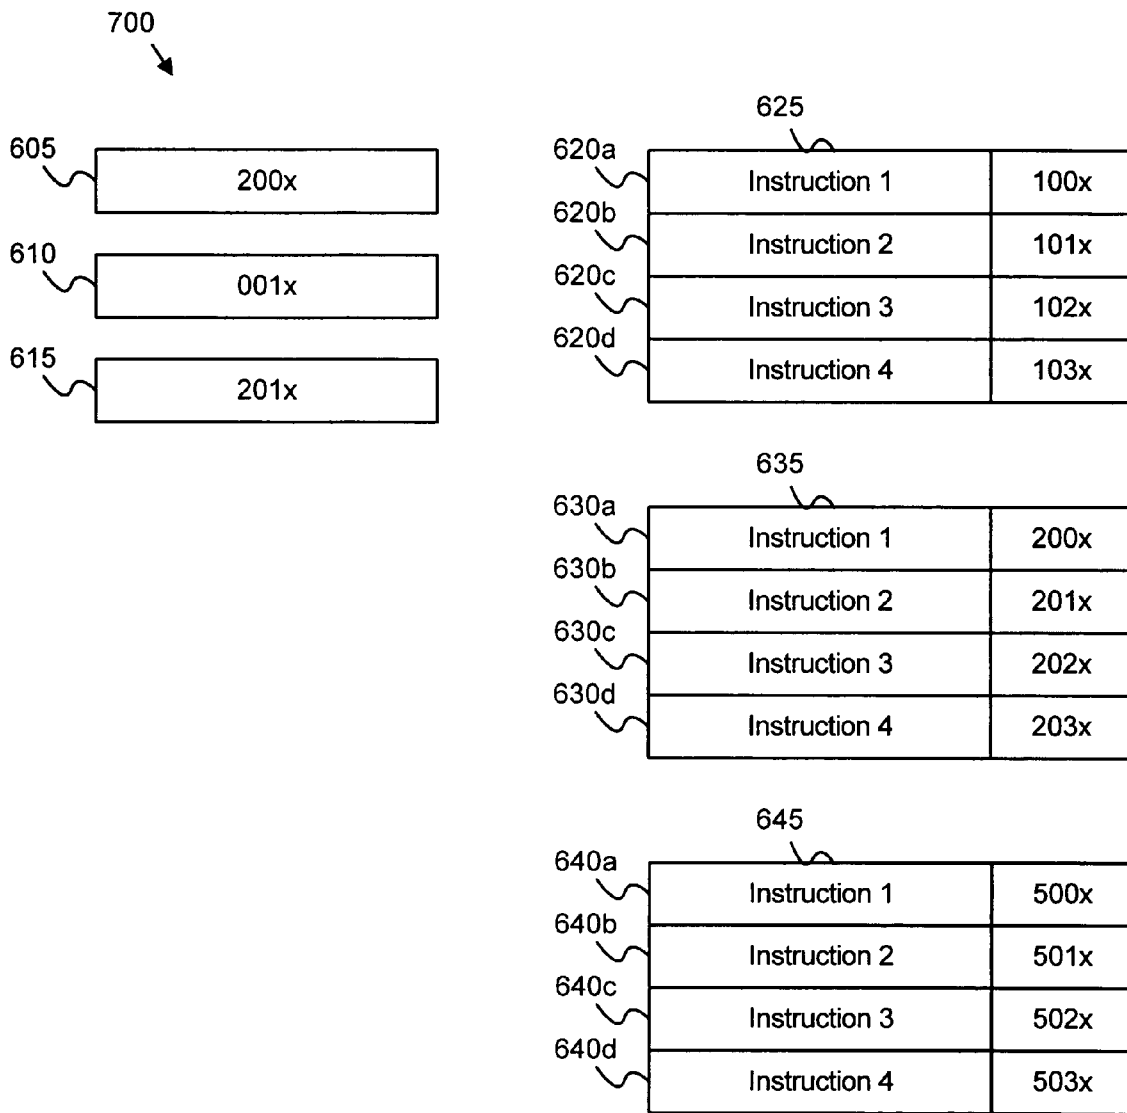 700
605
200x
610
001x
615
201x
625
620a
Instruction 1 100x
620b
Instruction 2 101x
620c
Instruction 3 102x
620d
Instruction 4 103x
635
630a
Instruction 1 200x
630b
Instruction 2 201x
630c
Instruction 3 202x
630d
Instruction 4 203x
645
640a
Instruction 1 500x
640b
Instruction 2 501x
640c
Instruction 3 502x
640d
Instruction 4 503x